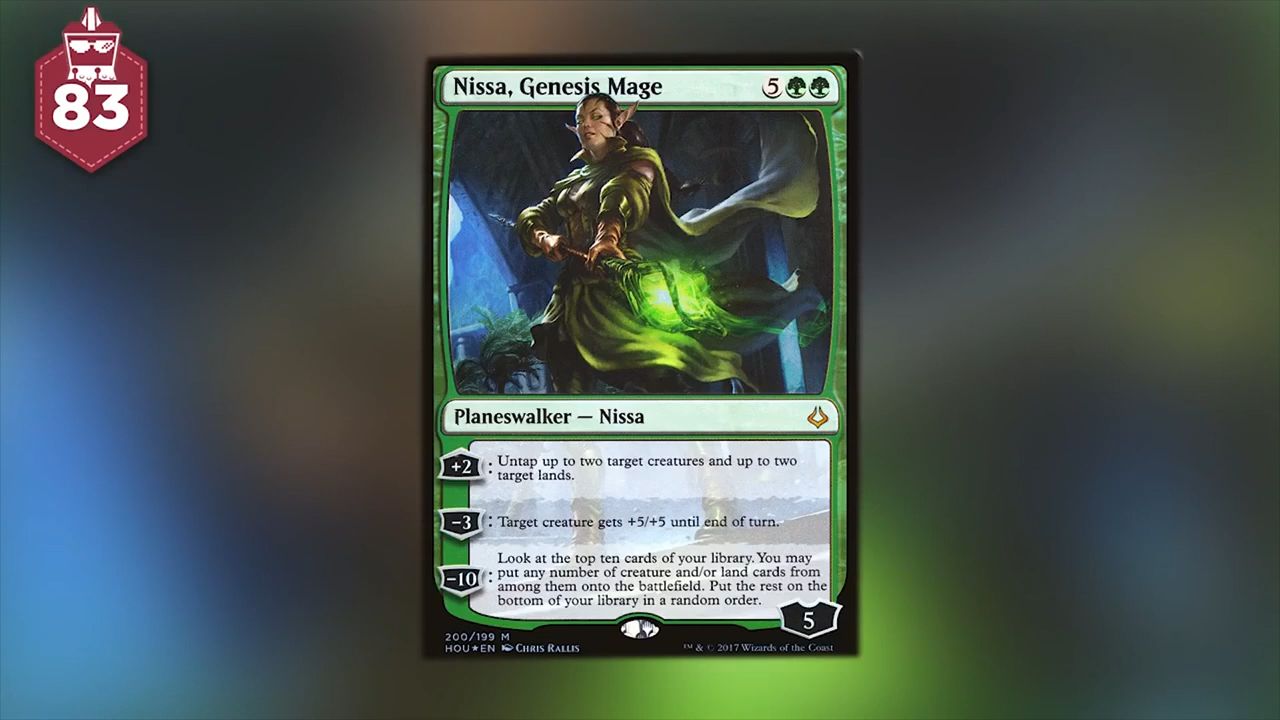 83
Nissa, Genesis Mage 5
Planeswalker — Nissa
+2 : Untap up to two target creatures and up to two
target lands.
−3 : Target creature gets +5/+5 until end of turn.
Look at the top ten cards of your library. You may
−10 : put any number of creature and/or land cards from
among them onto the battlefield. Put the rest on the
bottom of your library in a random order.
5
200/199 M
HOU★EN CHRIS RALLIS ™ & © 2017 Wizards of the Coast